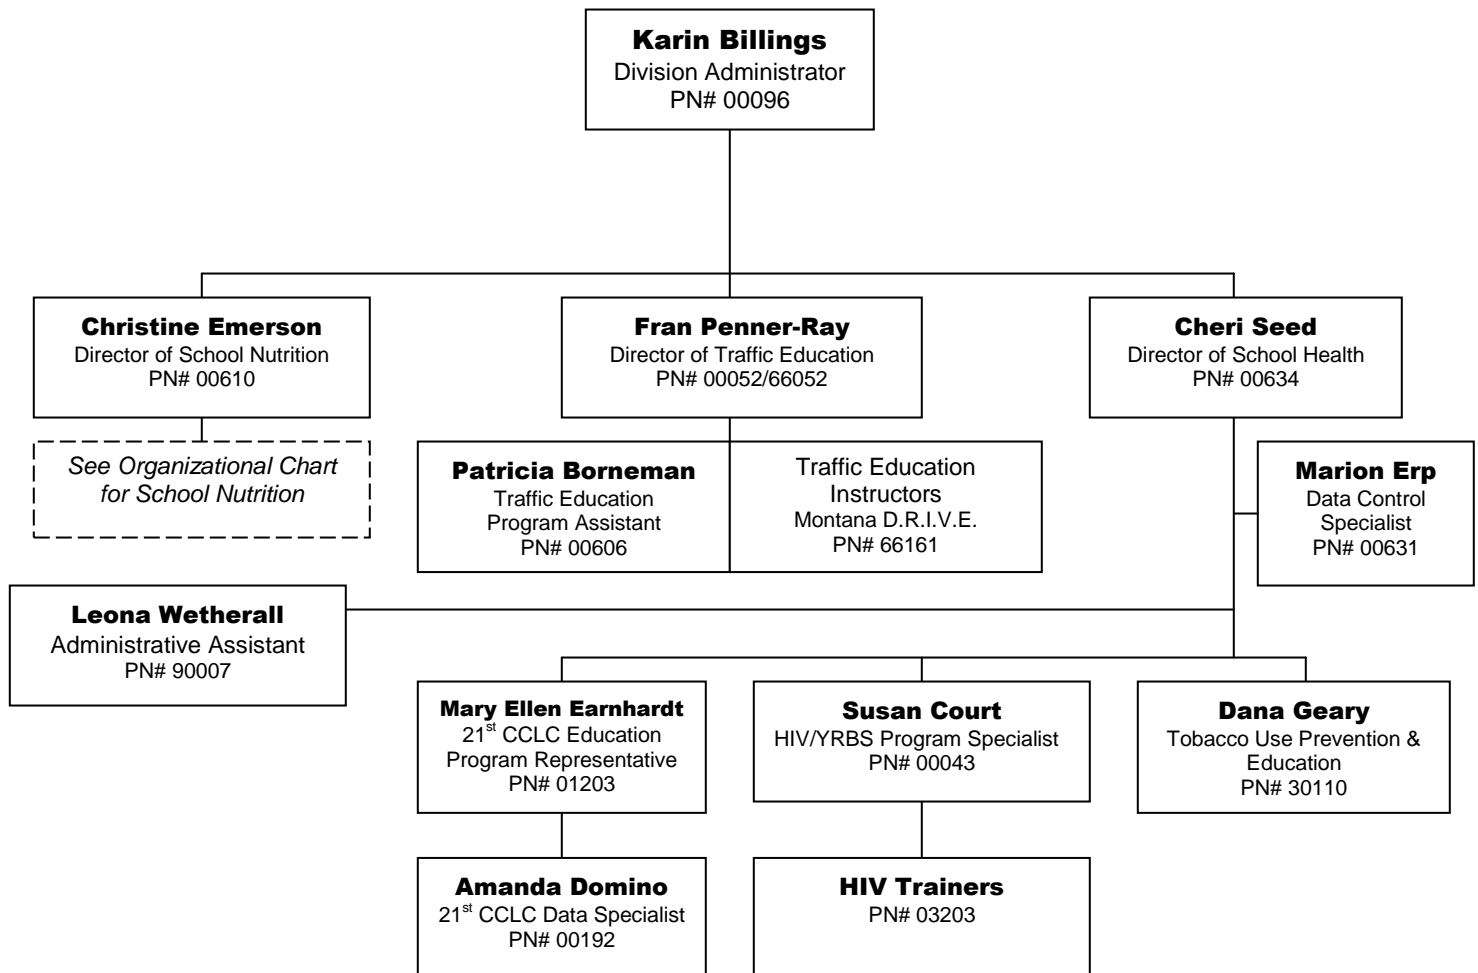 Karin Billings
Division Administrator
PN# 00096
Christine Emerson
Director of School Nutrition
PN# 00610
Fran Penner-Ray
Director of Traffic Education
PN# 00052/66052
Cheri Seed
Director of School Health
PN# 00634
See Organizational Chart
for School Nutrition
Patricia Borneman
Traffic Education
Program Assistant
PN# 00606
Traffic Education
Instructors
Montana D.R.I.V.E.
PN# 66161
Marion Erp
Data Control
Specialist
PN# 00631
Leona Wetherall
Administrative Assistant
PN# 90007
Mary Ellen Earnhardt
21st CCLC Education
Program Representative
PN# 01203
Susan Court
HIV/YRBS Program Specialist
PN# 00043
Dana Geary
Tobacco Use Prevention &
Education
PN# 30110
Amanda Domino
21st CCLC Data Specialist
PN# 00192
HIV Trainers
PN# 03203